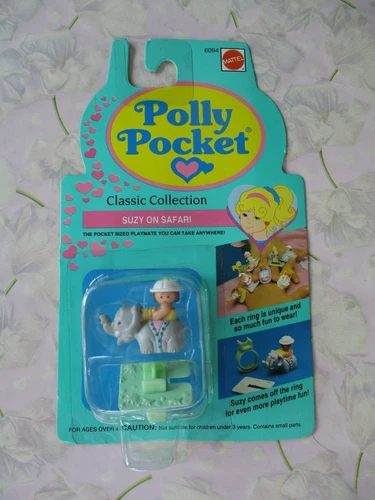 6094
MATTEL
Polly
Pocket®
Classic Collection
SUZY ON SAFARI
THE POCKET SIZED PLAYMATE YOU CAN TAKE ANYWHERE!
Each ring is unique and
so much fun to wear!
Suzy comes off the ring
for even more playtime fun!
FOR AGES OVER 4 CAUTION: Not suitable for children under 3 years. Contains small parts.